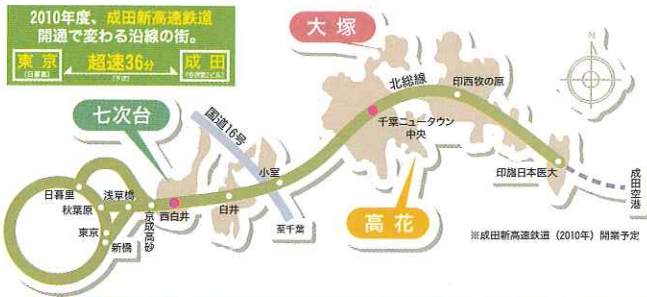 2010年度、成田新高速鉄道
開通で変わる沿線の街。
東京
(日暮里)
超速36分
(予定)
成田
(空港第2ビル)
大塚
七次台
国道16号
北総線
印西牧の原
N
千葉ニュータウン
中央
小室
日暮里
浅草橋
秋葉原
京成高砂
西白井
白井
東京
新橋
至千葉
高花
印旛日本医大
成田空港
※成田新高速鉄道(2010年)開業予定